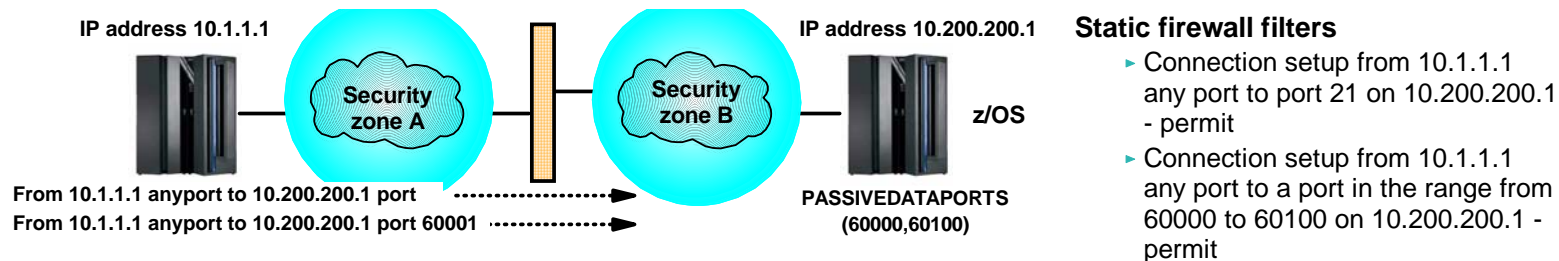 IP address 10.1.1.1
Security
zone A
Security
zone B
IP address 10.200.200.1
z/OS
From 10.1.1.1 anyport to 10.200.200.1 port
From 10.1.1.1 anyport to 10.200.200.1 port 60001
PASSIVEDATAPORTS
(60000,60100)
Static firewall filters
► Connection setup from 10.1.1.1
any port to port 21 on 10.200.200.1
- permit
► Connection setup from 10.1.1.1
any port to a port in the range from
60000 to 60100 on 10.200.200.1 -
permit